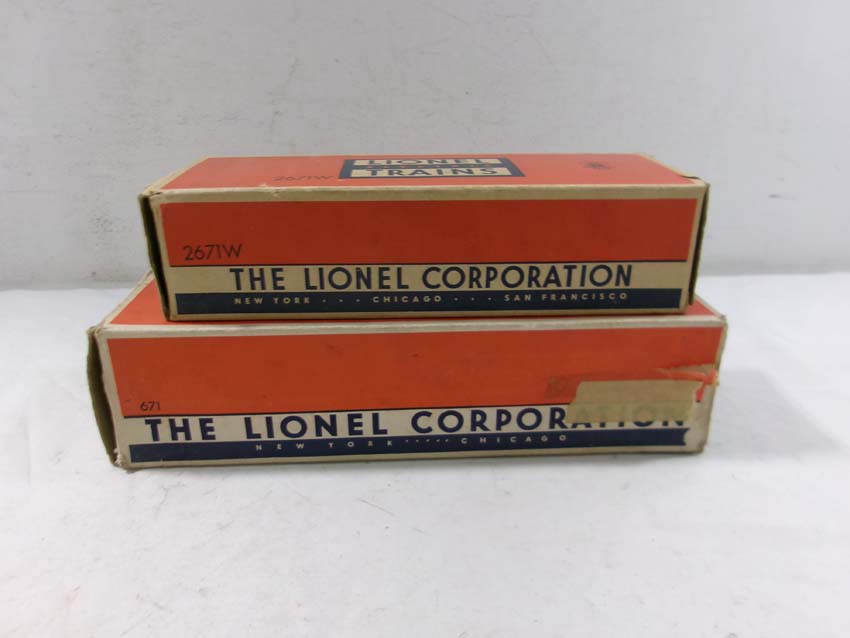 LIONEL
TRAINS
2671W
2671W
THE LIONEL CORPORATION
NEW YORK . . . CHICAGO . . . SAN FRANCISCO
671
THE LIONEL CORPORATION
NEW YORK ..... CHICAGO